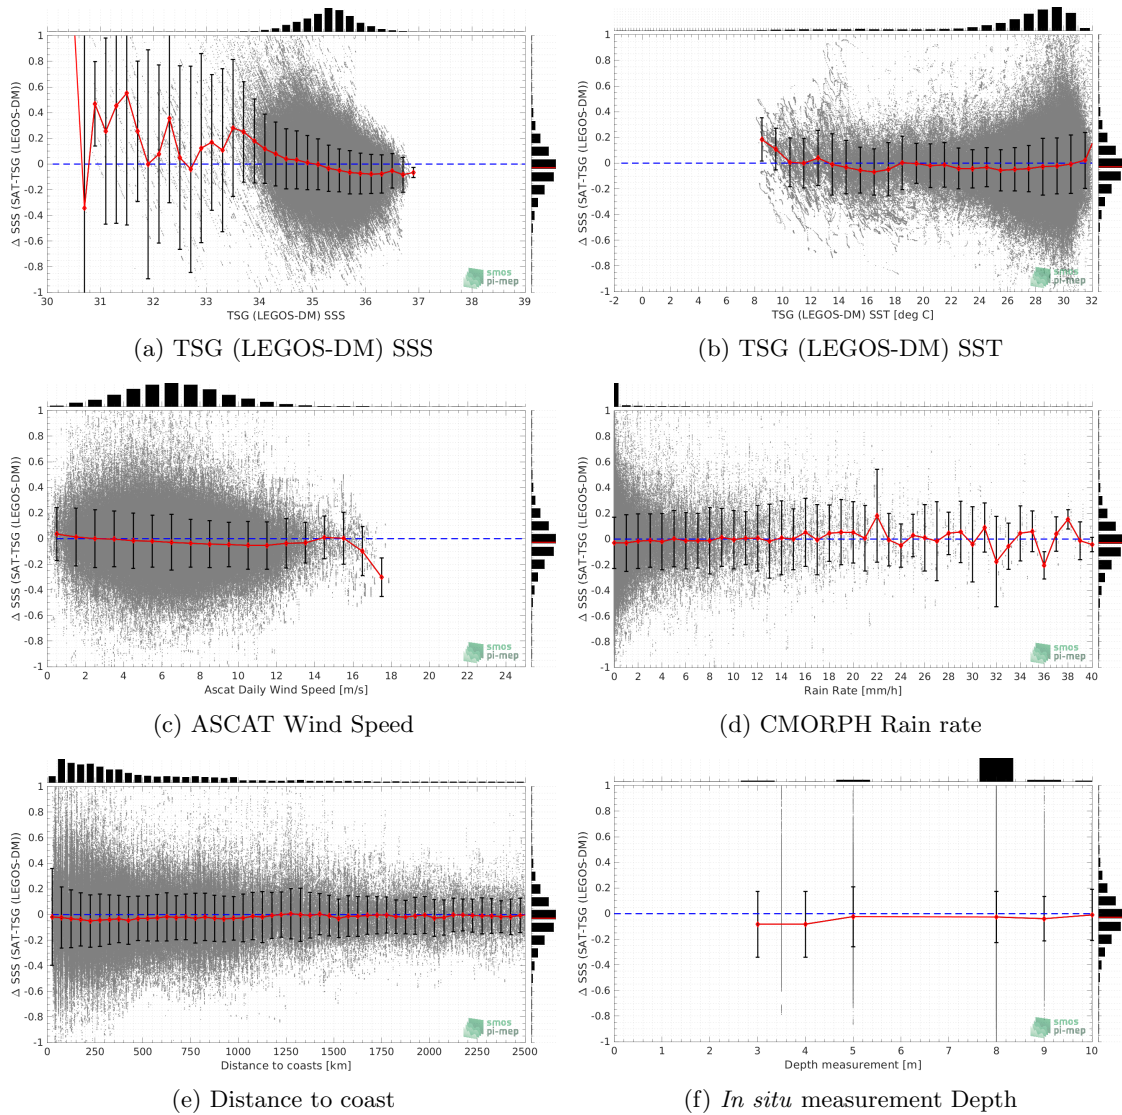 Δ SSS (SAT-TSG (LEGOS-DM))
1
0.8
0.6
0.4
0.2
0
-0.2
-0.4
-0.6
-0.8
-1
30 31 32 33 34 35 36 37 38 39
TSG (LEGOS-DM) SSS
smos
pi-mep
(a) TSG (LEGOS-DM) SSS
Δ SSS (SAT-TSG (LEGOS-DM))
1
0.8
0.6
0.4
0.2
0
-0.2
-0.4
-0.6
-0.8
-1
-2 0 2 4 6 8 10 12 14 16 18 20 22 24 26 28 30 32
TSG (LEGOS-DM) SST [deg C]
smos
pi-mep
(b) TSG (LEGOS-DM) SST
Δ SSS (SAT-TSG (LEGOS-DM))
1
0.8
0.6
0.4
0.2
0
-0.2
-0.4
-0.6
-0.8
-1
0 2 4 6 8 10 12 14 16 18 20 22 24
Ascat Daily Wind Speed [m/s]
smos
pi-mep
(c) ASCAT Wind Speed
Δ SSS (SAT-TSG (LEGOS-DM))
1
0.8
0.6
0.4
0.2
0
-0.2
-0.4
-0.6
-0.8
-1
0 2 4 6 8 10 12 14 16 18 20 22 24 26 28 30 32 34 36 38 40
Rain Rate [mm/h]
smos
pi-mep
(d) CMORPH Rain rate
Δ SSS (SAT-TSG (LEGOS-DM))
1
0.8
0.6
0.4
0.2
0
-0.2
-0.4
-0.6
-0.8
-1
0 250 500 750 1000 1250 1500 1750 2000 2250 2500
Distance to coasts [km]
smos
pi-mep
(e) Distance to coast
Δ SSS (SAT-TSG (LEGOS-DM))
1
0.8
0.6
0.4
0.2
0
-0.2
-0.4
-0.6
-0.8
-1
0 1 2 3 4 5 6 7 8 9 10
Depth measurement [m]
smos
pi-mep
(f) In situ measurement Depth